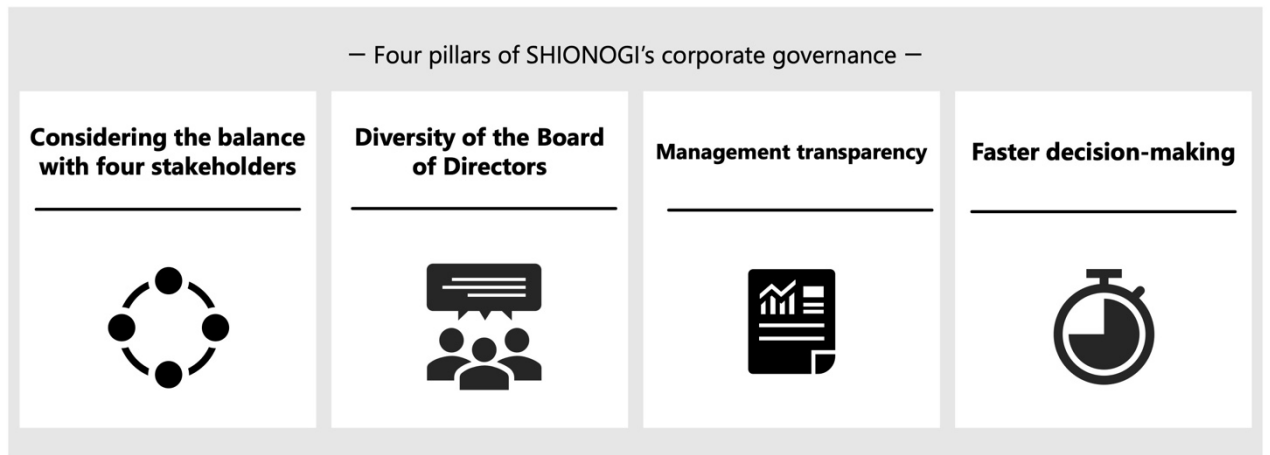 — Four pillars of SHIONOGI's corporate governance —
Considering the balance
with four stakeholders
Diversity of the Board
of Directors
Management transparency
Faster decision-making